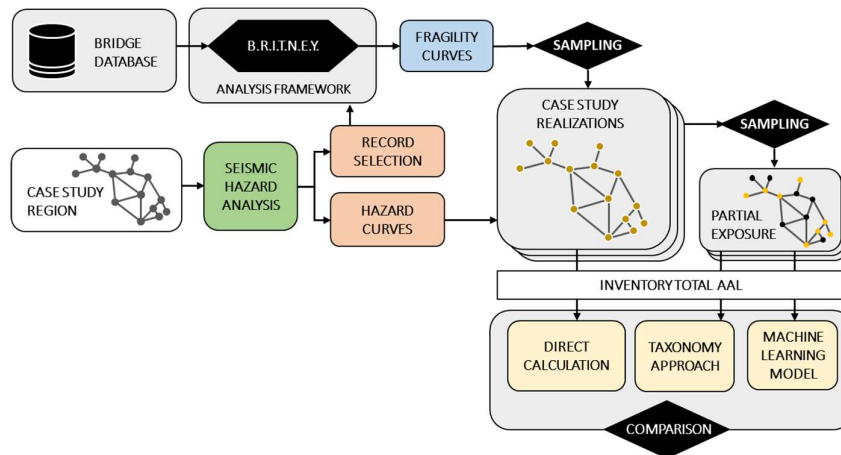 BRIDGE
DATABASE
B.R.I.T.N.E.Y.
ANALYSIS FRAMEWORK
FRAGILITY
CURVES
SAMPLING
CASE STUDY
REGION
SEISMIC
HAZARD
ANALYSIS
RECORD
SELECTION
HAZARD
CURVES
CASE STUDY
REALIZATIONS
SAMPLING
PARTIAL
EXPOSURE
INVENTORY TOTAL AAL
DIRECT
CALCULATION
TAXONOMY
APPROACH
MACHINE
LEARNING
MODEL
COMPARISON